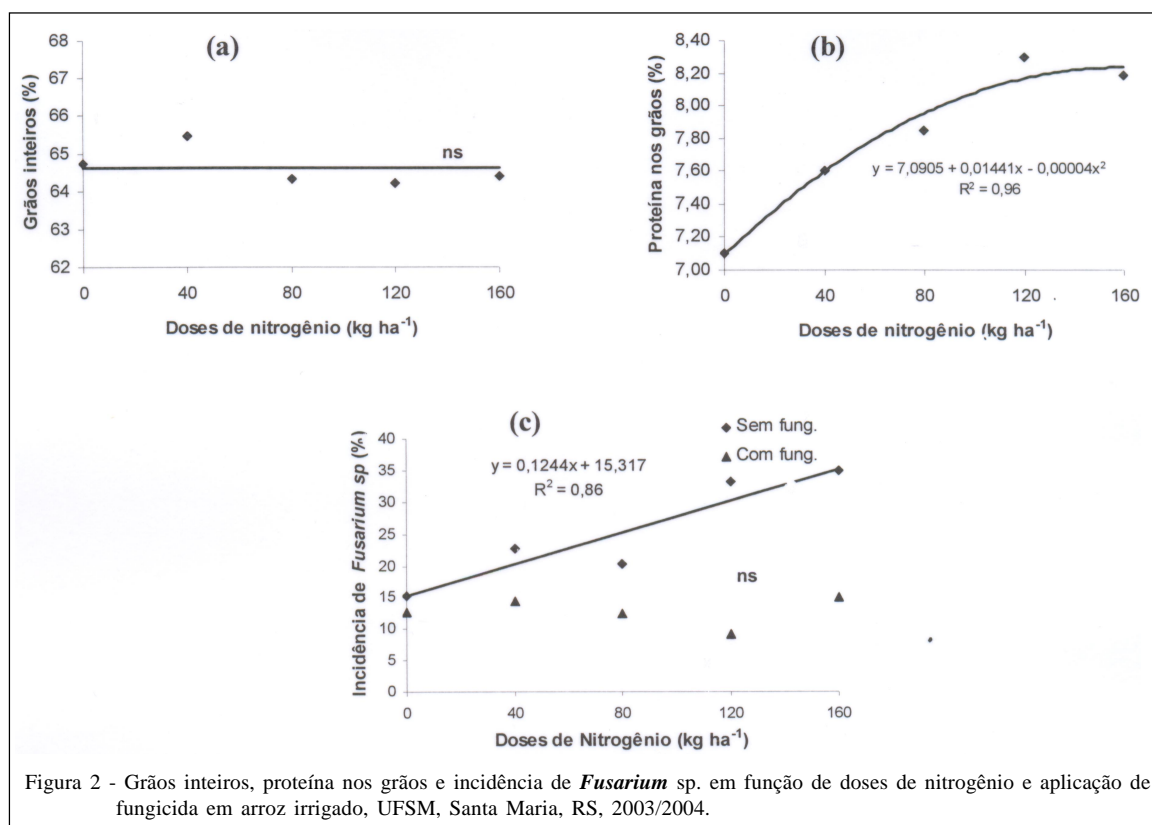 (a)
68
67
66
65
64
63
62
Grãos inteiros (%)
ns
0 40 80 120 160
Doses de nitrogênio (kg ha⁻¹)
(b)
8,40
8,20
8,00
7,80
7,60
7,40
7,20
7,00
Proteína nos grãos (%)
y = 7,0905 + 0,01441x - 0,00004x²
R² = 0,96
0 40 80 120 160
Doses de nitrogênio (kg ha⁻¹)
(c)
Sem fung.
Com fung.
40
35
30
25
20
15
10
5
0
Incidência de Fusarium sp (%)
y = 0,1244x + 15,317
R² = 0,86
ns
0 40 80 120 160
Doses de Nitrogênio (kg ha⁻¹)
Figura 2 - Grãos inteiros, proteína nos grãos e incidência de Fusarium sp. em função de doses de nitrogênio e aplicação de
fungicida em arroz irrigado, UFSM, Santa Maria, RS, 2003/2004.